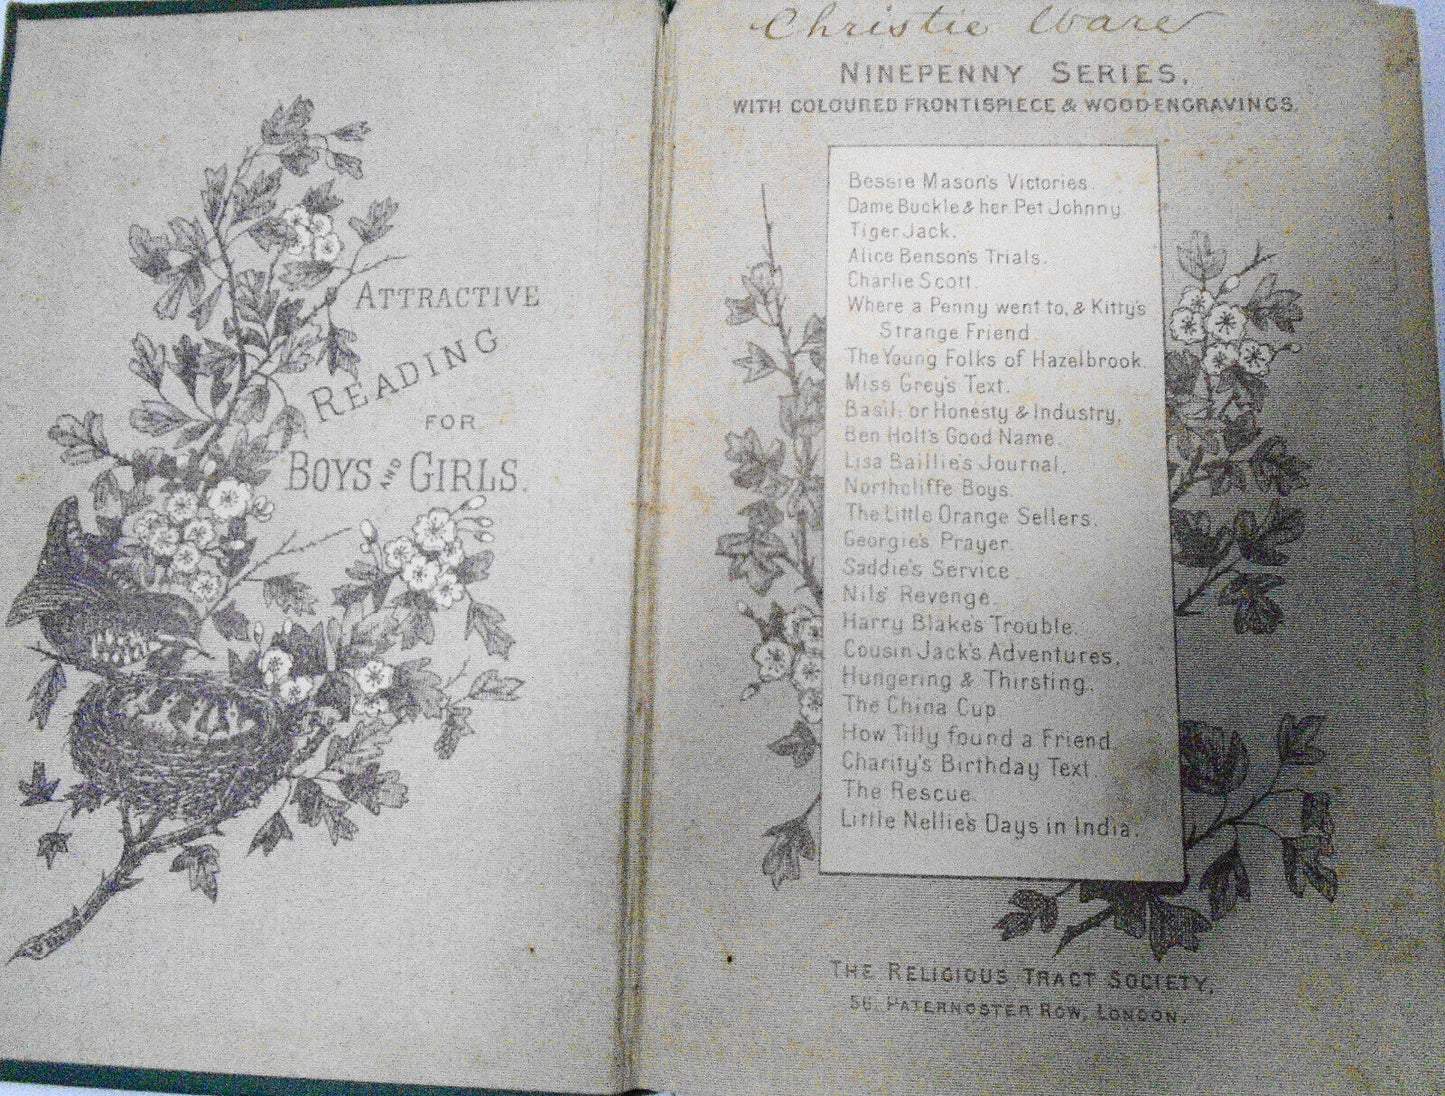 ATTRACTIVE
READING
FOR
BOYS AND GIRLS.
Christie Ware
NINEPENNY SERIES,
WITH COLOURED FRONTISPIECE & WOOD-ENGRAVINGS.
Bessie Mason's Victories.
Dame Buckle & her Pet Johnny.
Tiger Jack.
Alice Benson's Trials.
Charlie Scott.
Where a Penny went to, & Kitty's
Strange Friend.
The Young Folks of Hazelbrook.
Miss Grey's Text.
Basil; or Honesty & Industry,
Ben Holt's Good Name.
Lisa Baillie's Journal.
Northcliffe Boys.
The Little Orange Sellers.
Georgie's Prayer.
Saddie's Service.
Nils' Revenge.
Harry Blake's Trouble.
Cousin Jack's Adventures.
Hungering & Thirsting.
The China Cup.
How Tilly found a Friend.
Charity's Birthday Text.
The Rescue.
Little Nellie's Days in India.
THE RELIGIOUS TRACT SOCIETY,
56, PATERNOSTER ROW, LONDON.